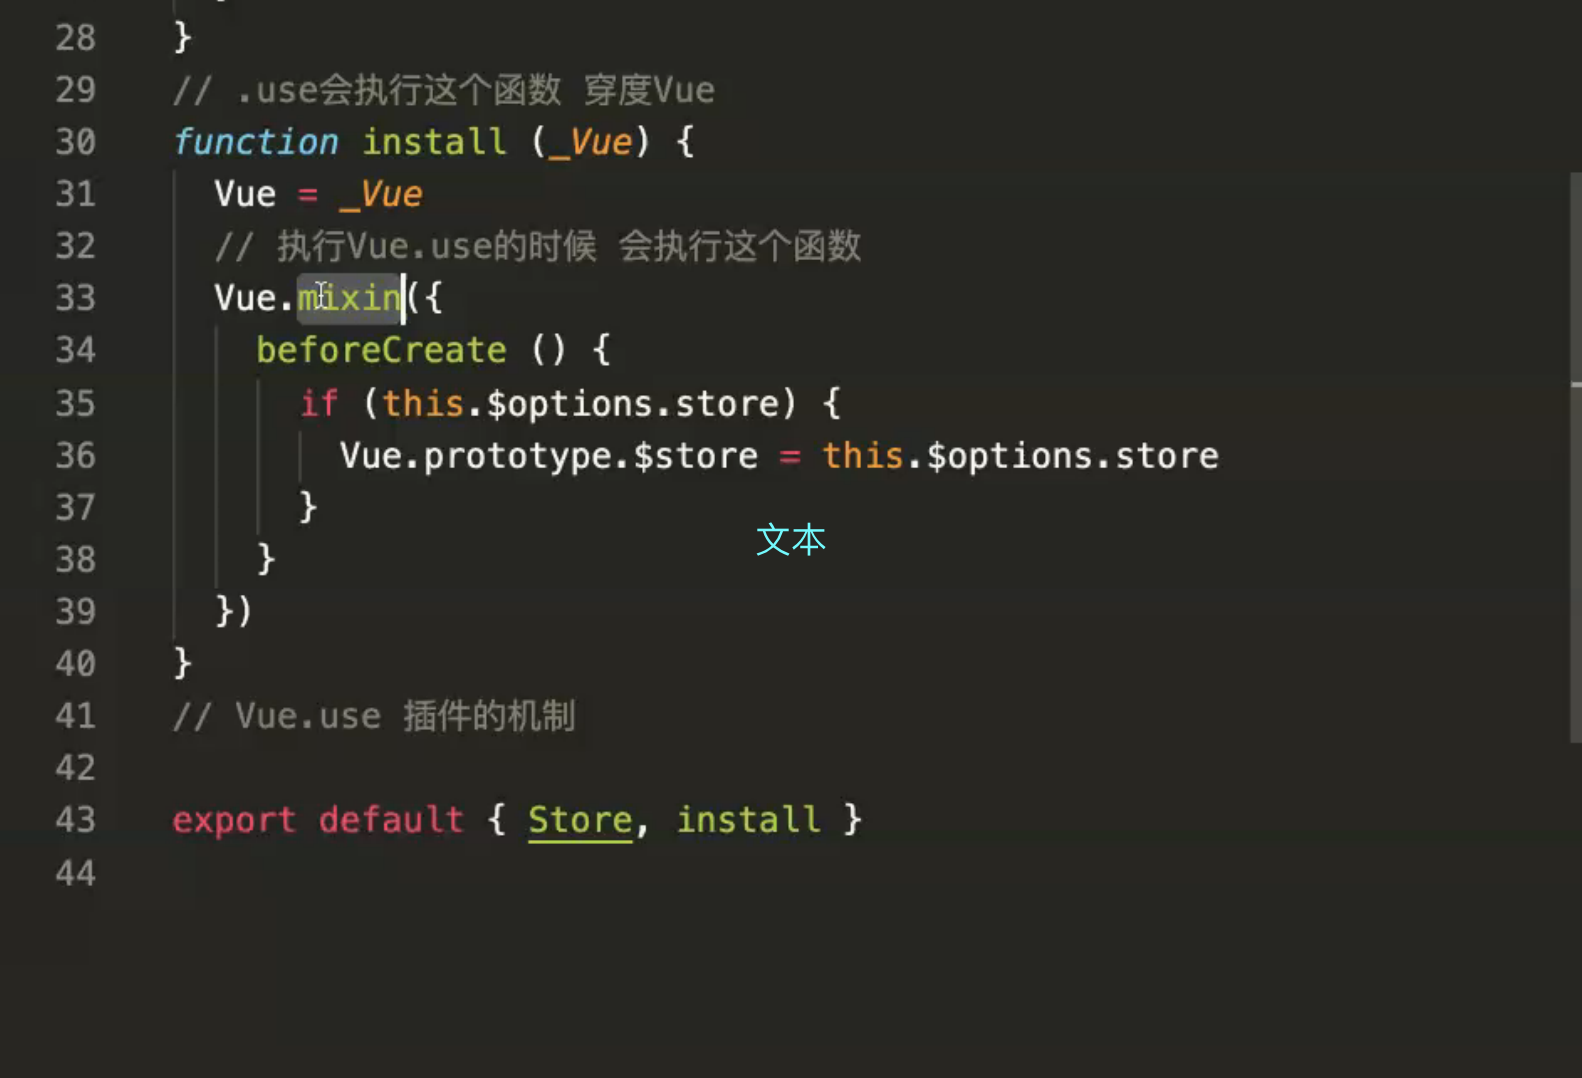 28 }
29 // .use会执行这个函数 穿度Vue
30 function install (_Vue) {
31 Vue = _Vue
32 // 执行Vue.use的时候 会执行这个函数
33 Vue.mixin({
34 beforeCreate () {
35 if (this.$options.store) {
36 Vue.prototype.$store = this.$options.store
37 }
文本
38 }
39 })
40 }
41 // Vue.use 插件的机制
42
43 export default { Store, install }
44